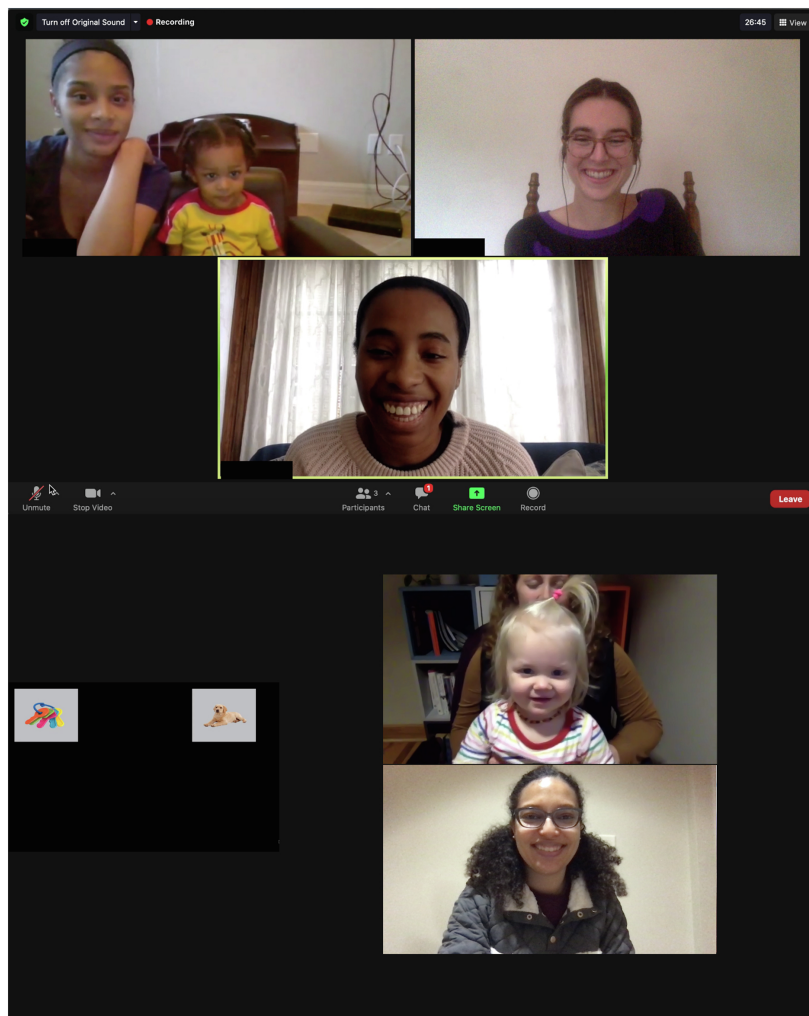 Turn off Original Sound
Recording
26:45
View
3
1
Unmute
Stop Video
Participants
Chat
Share Screen
Record
Leave